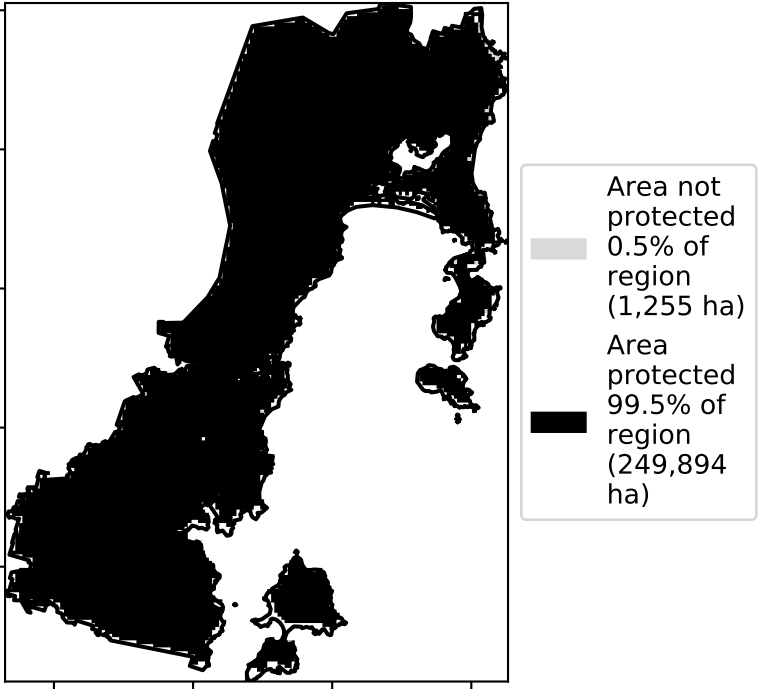 Area not
protected
0.5% of
region
(1,255 ha)
Area
protected
99.5% of
region
(249,894
ha)